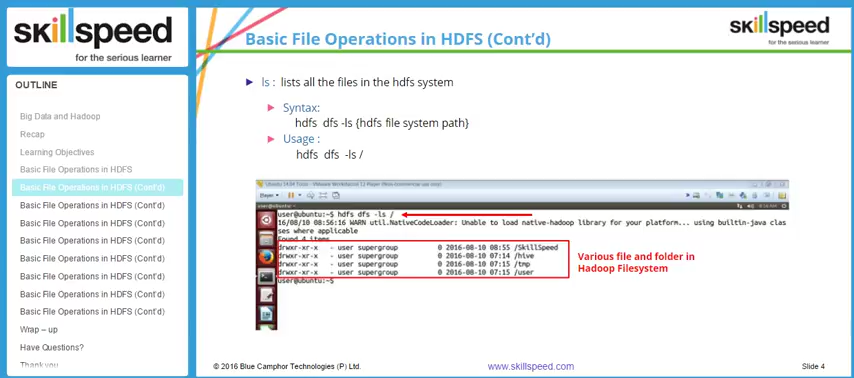 skillspeed
for the serious learner
OUTLINE
Big Data and Hadoop
Recap
Learning Objectives
Basic File Operations in HDFS
Basic File Operations in HDFS (Cont'd)
Basic File Operations in HDFS (Cont'd)
Basic File Operations in HDFS (Cont'd)
Basic File Operations in HDFS (Cont'd)
Basic File Operations in HDFS (Cont'd)
Basic File Operations in HDFS (Cont'd)
Basic File Operations in HDFS (Cont'd)
Basic File Operations in HDFS (Cont'd)
Wrap – up
Have Questions?
Thank you
Basic File Operations in HDFS (Cont'd)
skillspeed
for the serious learner
ls : lists all the files in the hdfs system
Syntax:
hdfs dfs -ls {hdfs file system path}
Usage :
hdfs dfs -ls /
user@ubuntu:~$ hdfs dfs -ls /
16/08/10 08:56:16 WARN util.NativeCodeLoader: Unable to load native-hadoop library for your platform... using builtin-java clas
ses where applicable
Found 4 items
drwxr-xr-x - user supergroup 0 2016-08-10 08:55 /SkillSpeed
drwxr-xr-x - user supergroup 0 2016-08-10 07:14 /hive
drwxr-xr-x - user supergroup 0 2016-08-10 07:15 /tmp
drwxr-xr-x - user supergroup 0 2016-08-10 07:15 /user
user@ubuntu:~$
Various file and folder in
Hadoop Filesystem
© 2016 Blue Camphor Technologies (P) Ltd.
www.skillspeed.com
Slide 4